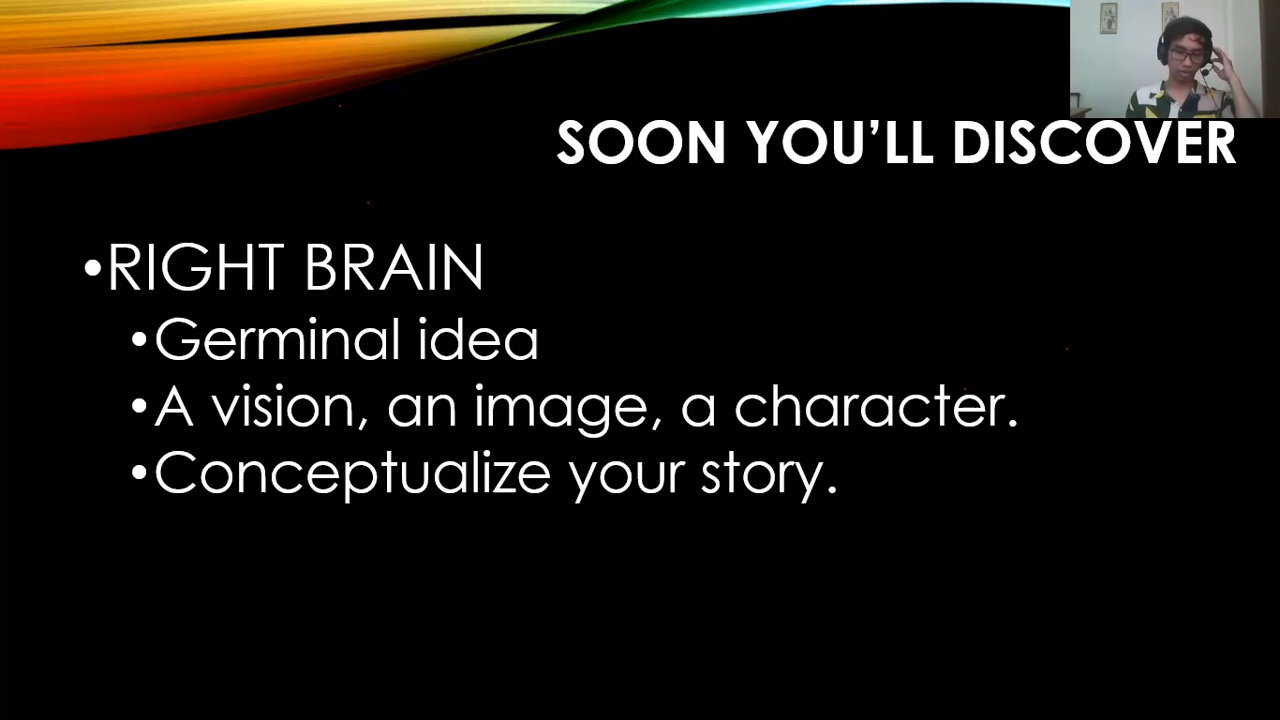 SOON YOU’LL DISCOVER
•RIGHT BRAIN
•Germinal idea
•A vision, an image, a character.
•Conceptualize your story.